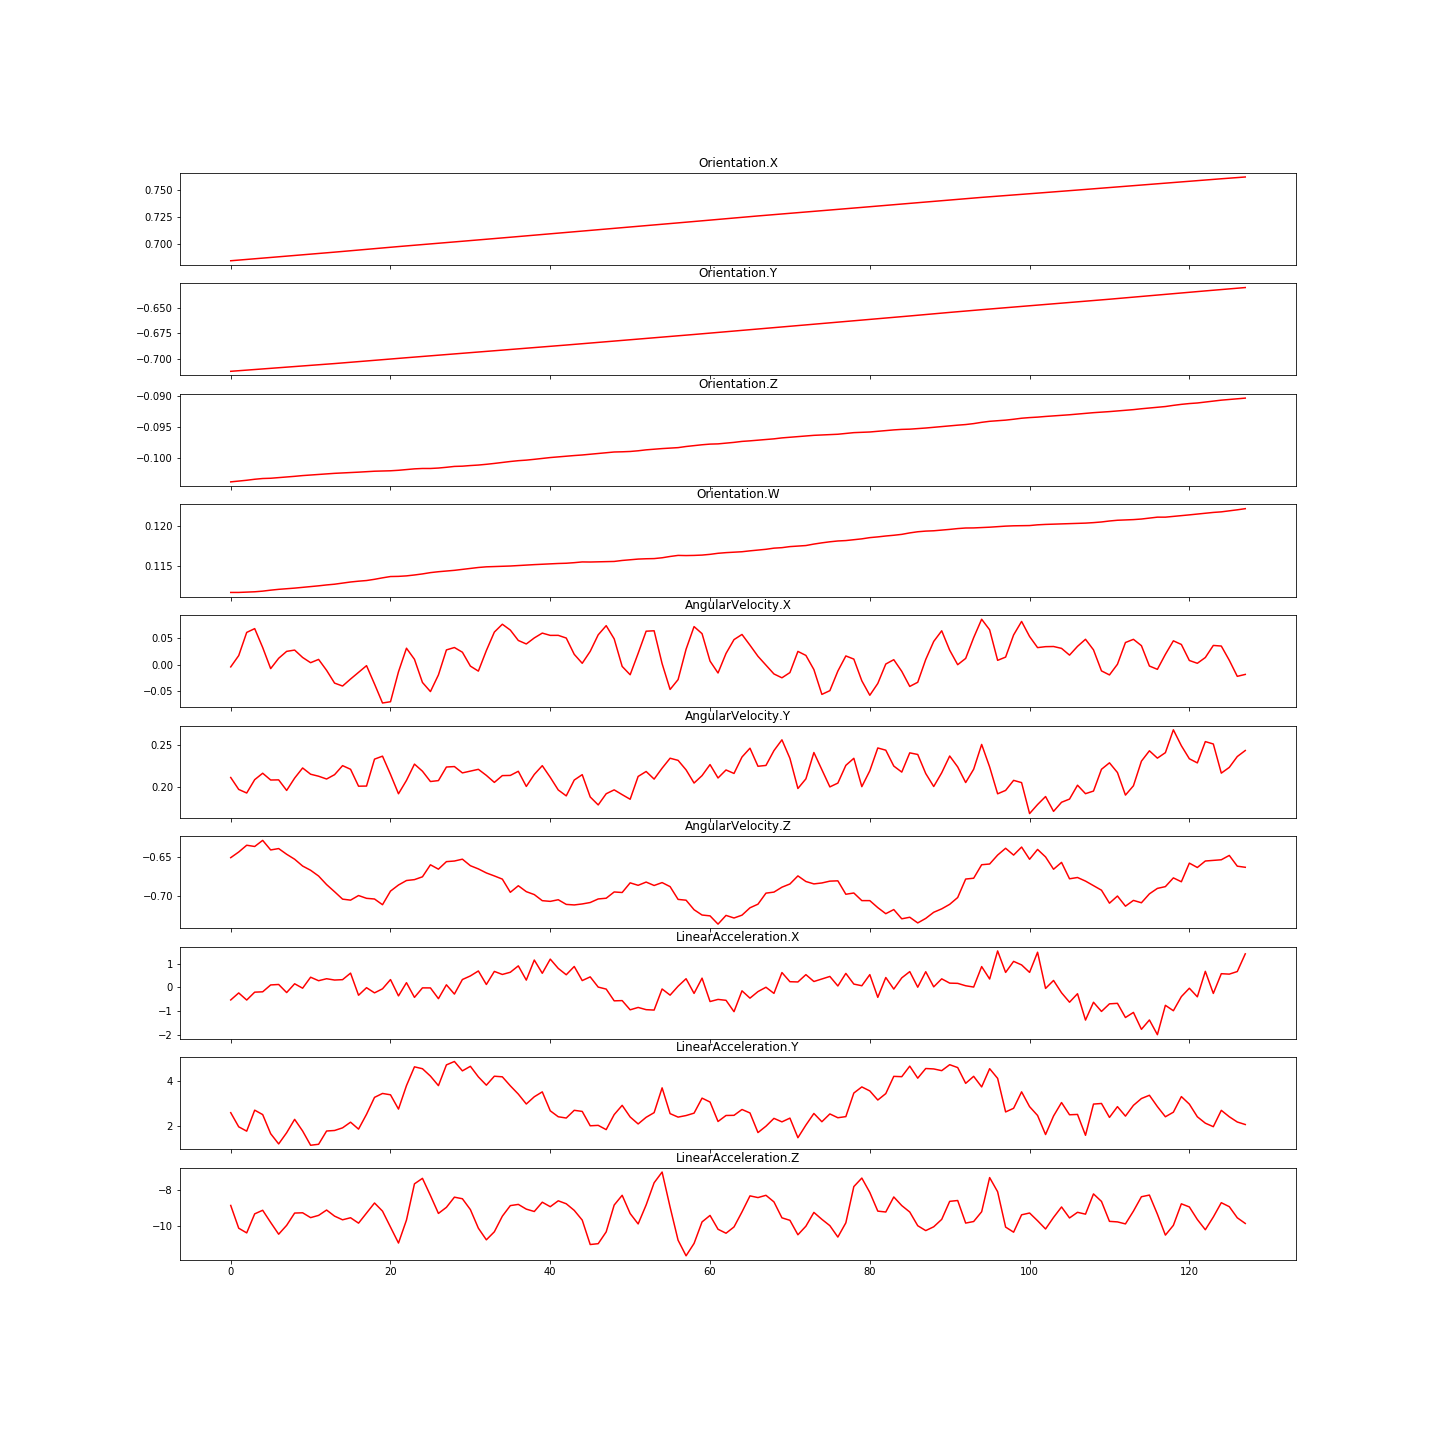 Orientation.X
0.750
0.725
0.700
Orientation.Y
−0.650
−0.675
−0.700
Orientation.Z
−0.090
−0.095
−0.100
Orientation.W
0.120
0.115
AngularVelocity.X
0.05
0.00
−0.05
AngularVelocity.Y
0.25
0.20
AngularVelocity.Z
−0.65
−0.70
LinearAcceleration.X
1
0
−1
−2
LinearAcceleration.Y
4
2
LinearAcceleration.Z
−8
−10
0 20 40 60 80 100 120